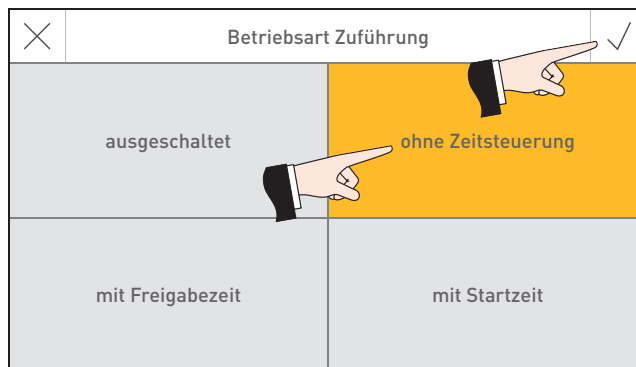 Betriebsart Zuführung
ausgeschaltet
ohne Zeitsteuerung
mit Freigabezeit
mit Startzeit